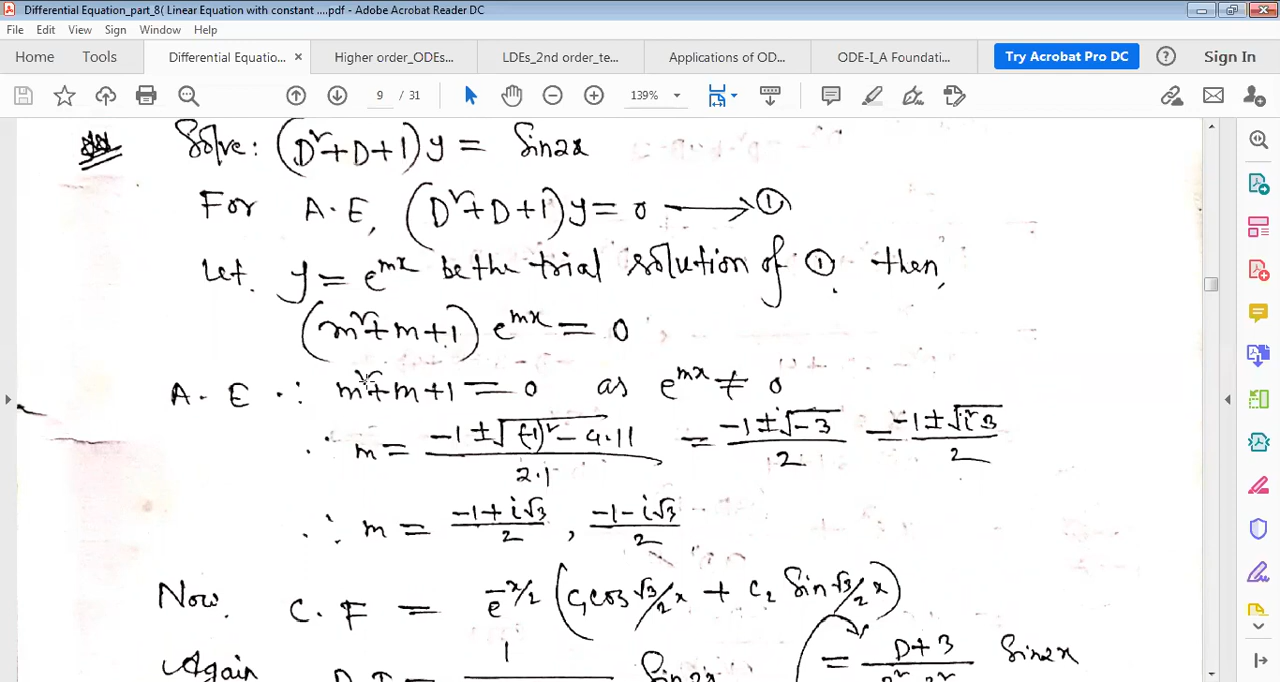 Differential Equation_part_8( Linear Equation with constant ....pdf - Adobe Acrobat Reader DC
File Edit View Sign Window Help
Home Tools Differential Equatio... × Higher order_ODEs... LDEs_2nd order_te... Applications of OD... ODE-I_A Foundati... Try Acrobat Pro DC Sign In
9 / 31 139%
Solve: (D²+D+1)y = Sin2x
For A.E, (D²+D+1)y = 0 ⟶ ①
Let y = e^{mx} be the trial solution of ①, then,
(m²+m+1) e^{mx} = 0
A.E ∴ m²+m+1 = 0 as e^{mx} ≠ 0
∴ m = (-1 ± √((-1)² - 4.11))/2.1 = (-1 ± √-3)/2 = (-1 ± √(i²3))/2
∴ m = (-1+i√3)/2 , (-1-i√3)/2
Now, C.F = e^{-x/2} (C₁cos √3/2 x + C₂ Sin √3/2 x)
Again 1 Sin2x = (D+3) Sin2x